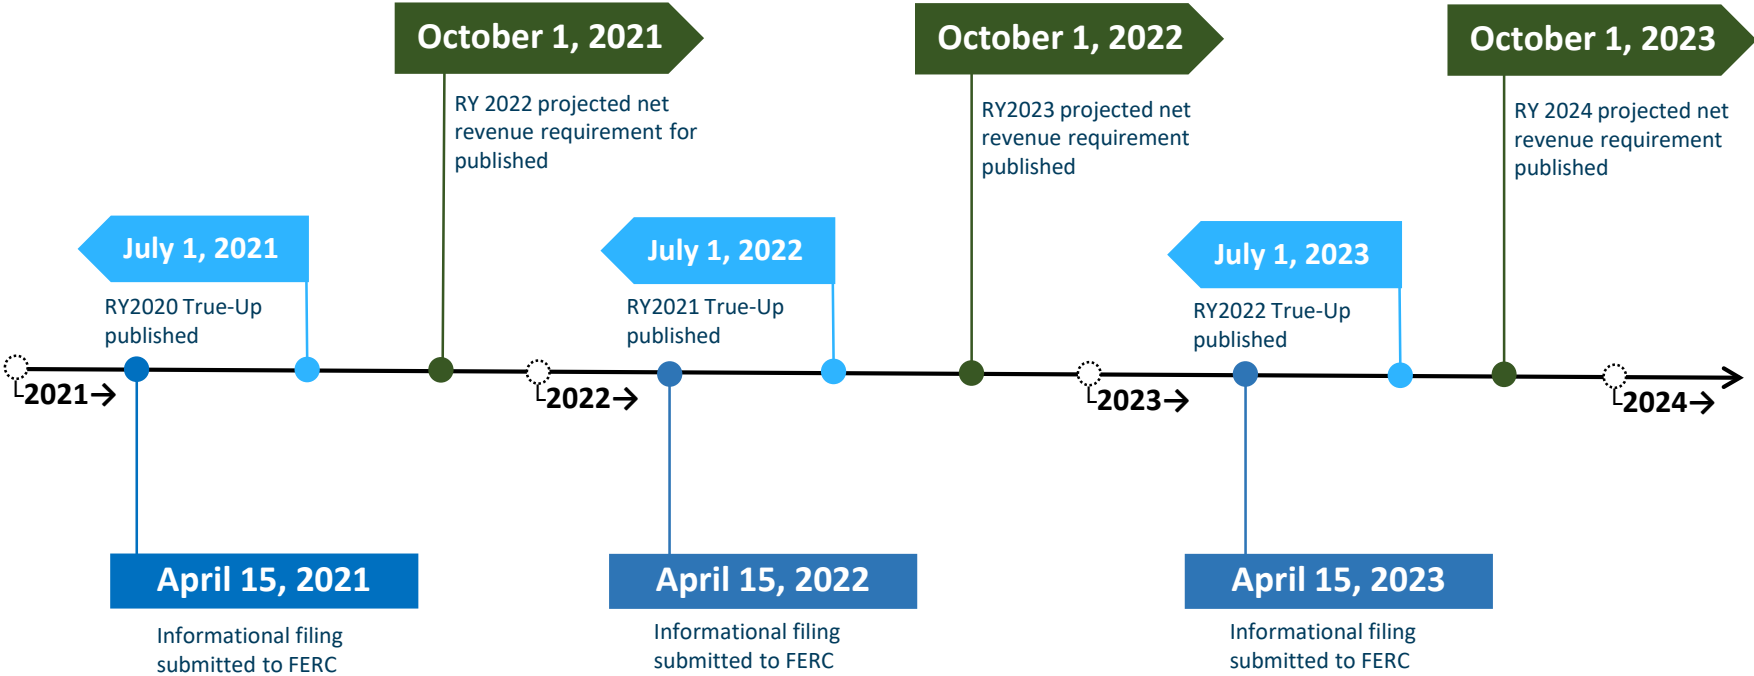 October 1, 2021
RY 2022 projected net
revenue requirement for
published
October 1, 2022
RY2023 projected net
revenue requirement
published
October 1, 2023
RY 2024 projected net
revenue requirement
published
July 1, 2021
RY2020 True-Up
published
July 1, 2022
RY2021 True-Up
published
July 1, 2023
RY2022 True-Up
published
└2021→
└2022→
└2023→
└2024→
April 15, 2021
Informational filing
submitted to FERC
April 15, 2022
Informational filing
submitted to FERC
April 15, 2023
Informational filing
submitted to FERC